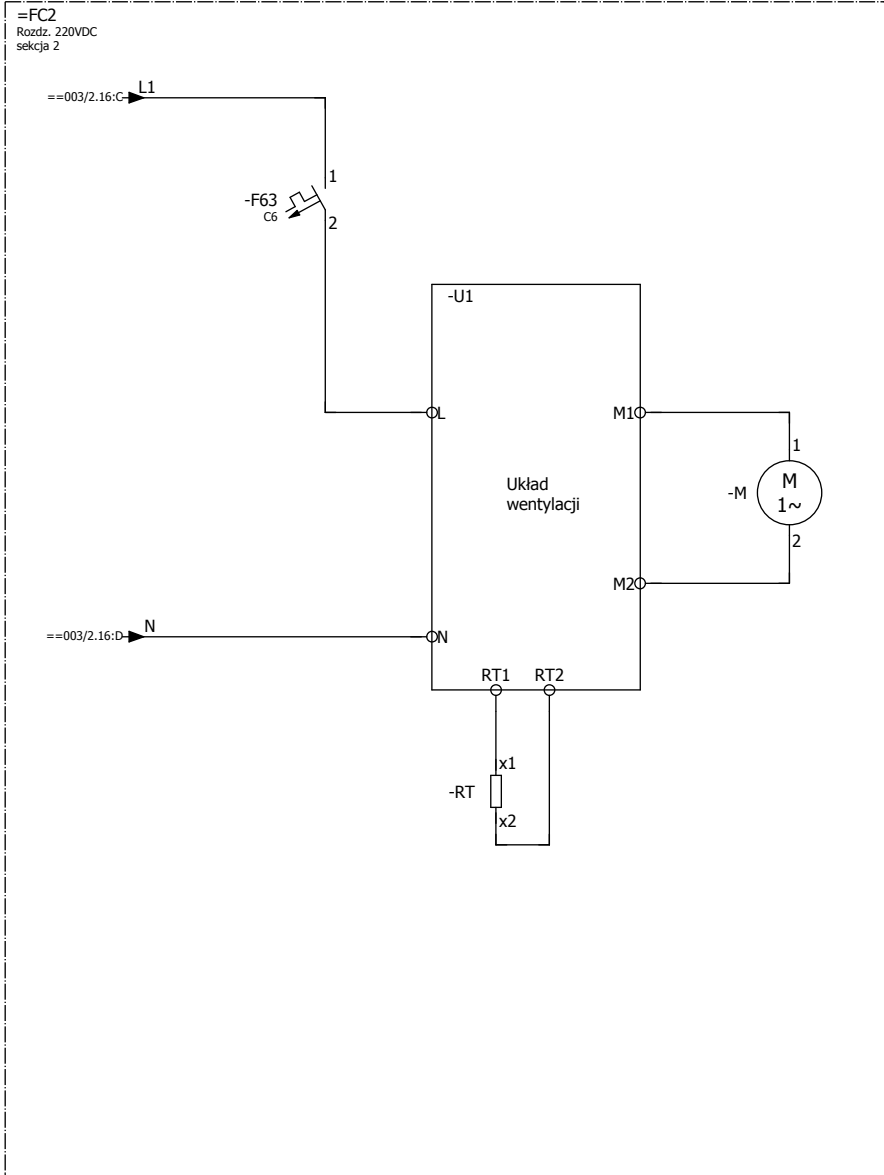 =FC2
Rozdz. 220VDC
sekcja 2
L1
==003/2.16:C
1
-F63
C6
2
-U1
L
M1
1
Układ
wentylacji
-M
M
1~
2
M2
N
==003/2.16:D
N
RT1
RT2
x1
-RT
x2